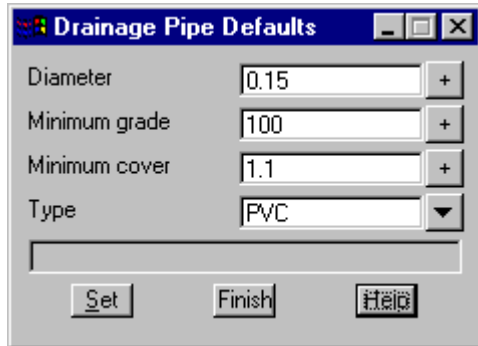 Drainage Pipe Defaults
Diameter 0.15 +
Minimum grade 100 +
Minimum cover 1.1 +
Type PVC
Set Finish Help